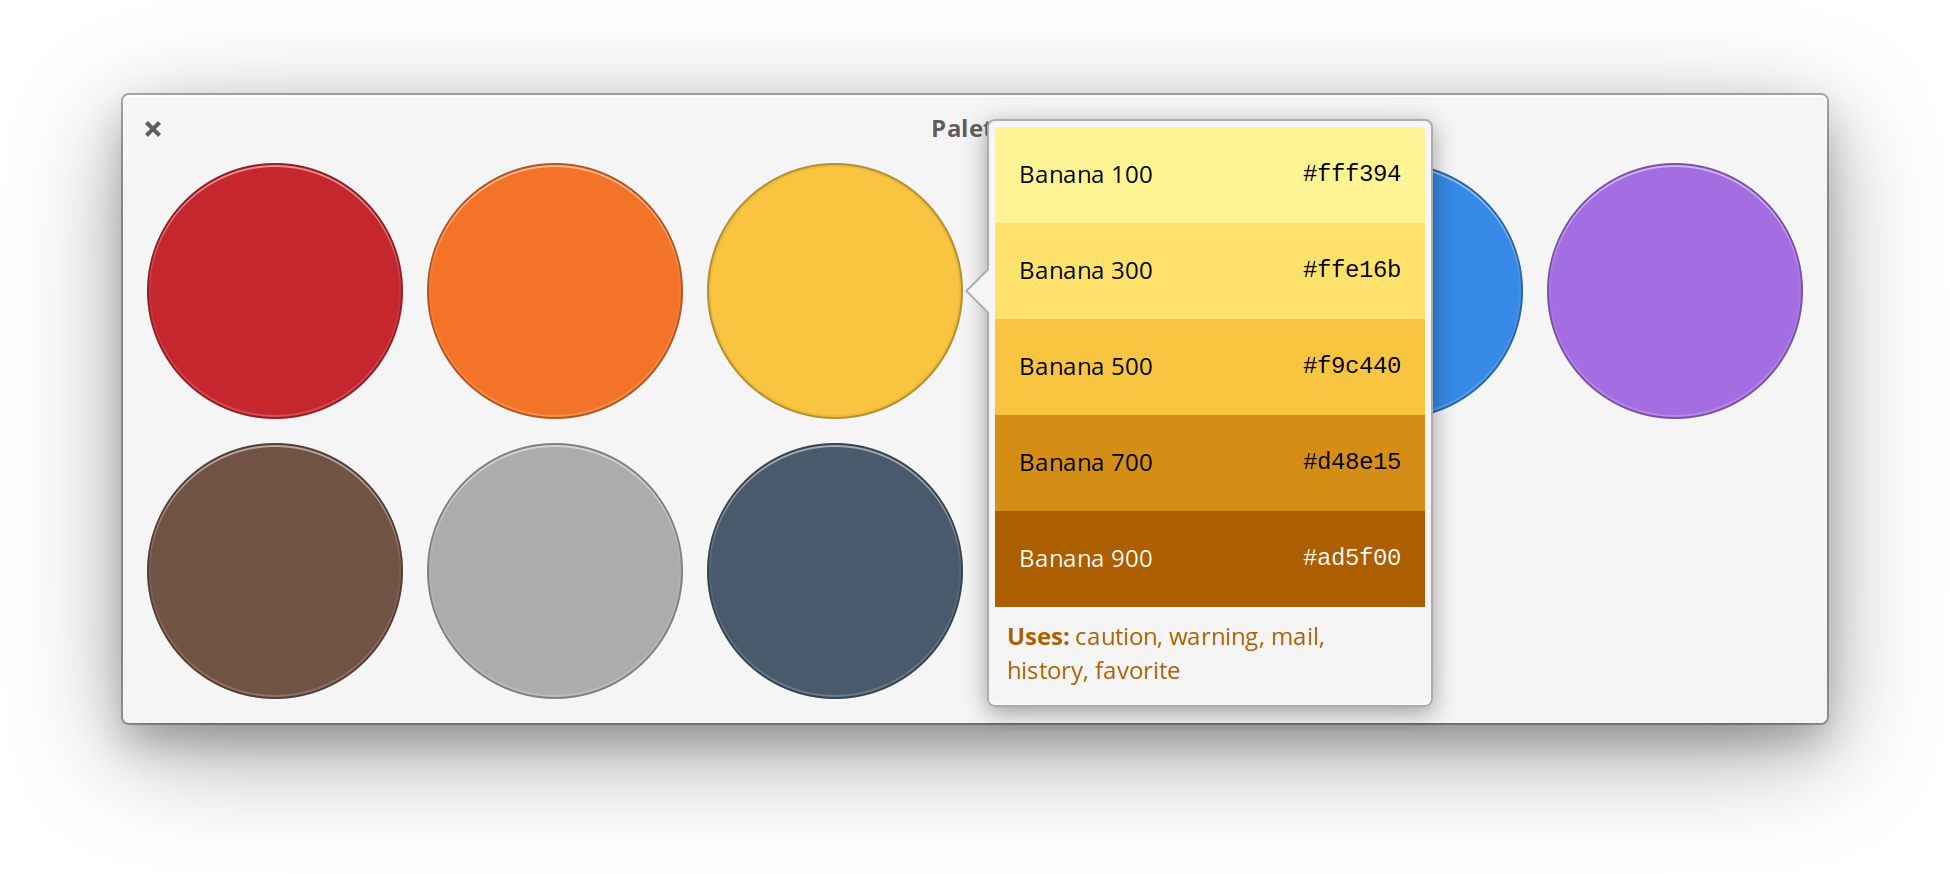 Banana 100 #fff394
Banana 300 #ffe16b
Banana 500 #f9c440
Banana 700 #d48e15
Banana 900 #ad5f00
Uses: caution, warning, mail,
history, favorite